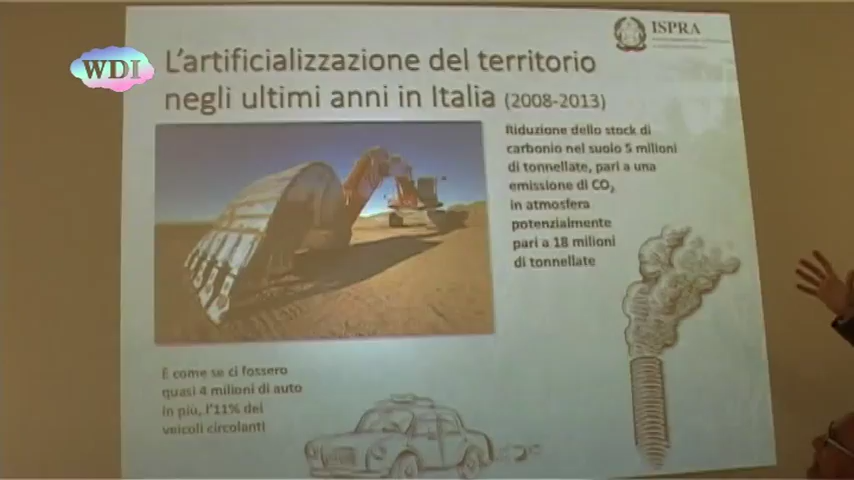 WDI
ISPRA
L'artificializzazione del territorio
negli ultimi anni in Italia (2008-2013)
Riduzione dello stock di
carbonio nel suolo 5 milioni
di tonnellate, pari a una
emissione di CO₂
in atmosfera
potenzialmente
pari a 18 milioni
di tonnellate
È come se ci fossero
quasi 4 milioni di auto
in più, l'11% dei
veicoli circolanti